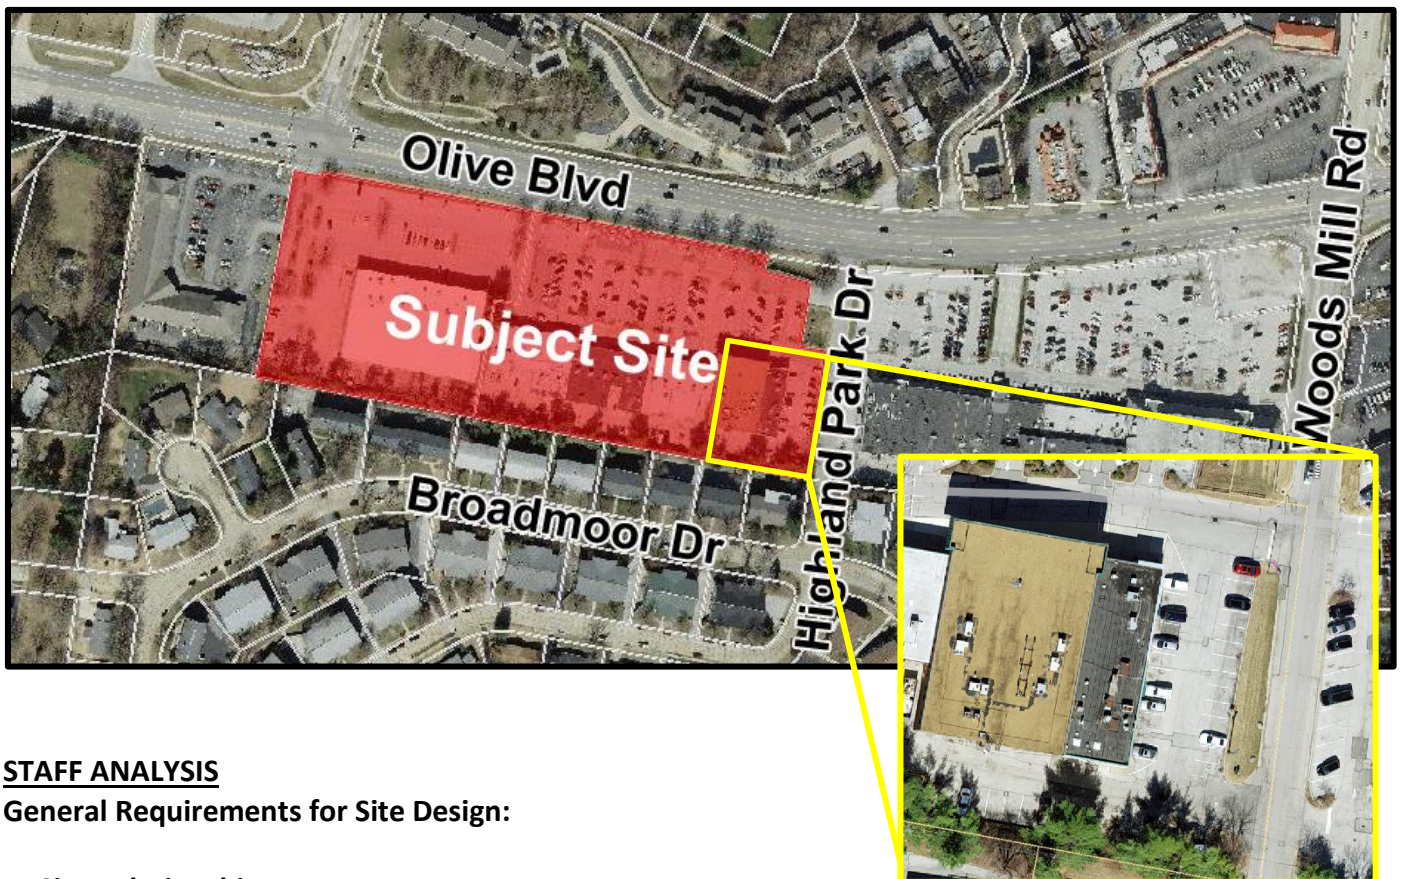 Olive Blvd
Woods Mill Rd
Subject Site
Highland Park Dr
Broadmoor Dr
STAFF ANALYSIS
General Requirements for Site Design: